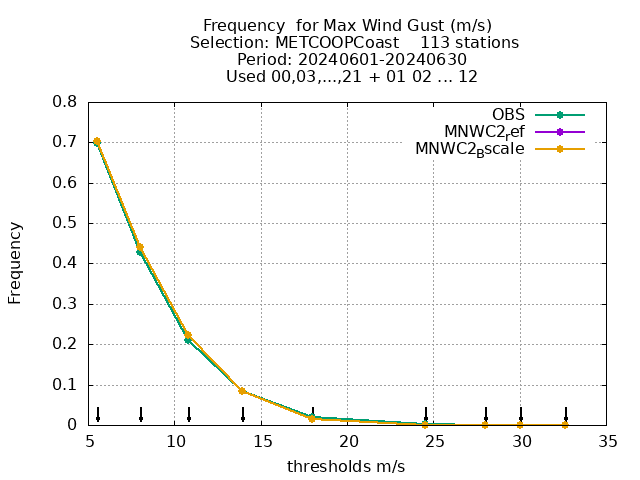 Frequency  for Max Wind Gust (m/s)
Selection: METCOOPCoast    113 stations
Period: 20240601-20240630
Used 00,03,...,21 + 01 02 ... 12
OBS
MNWC2ref
MNWC2Bscale
Frequency
0.8
0.7
0.6
0.5
0.4
0.3
0.2
0.1
0
5 10 15 20 25 30 35
thresholds m/s